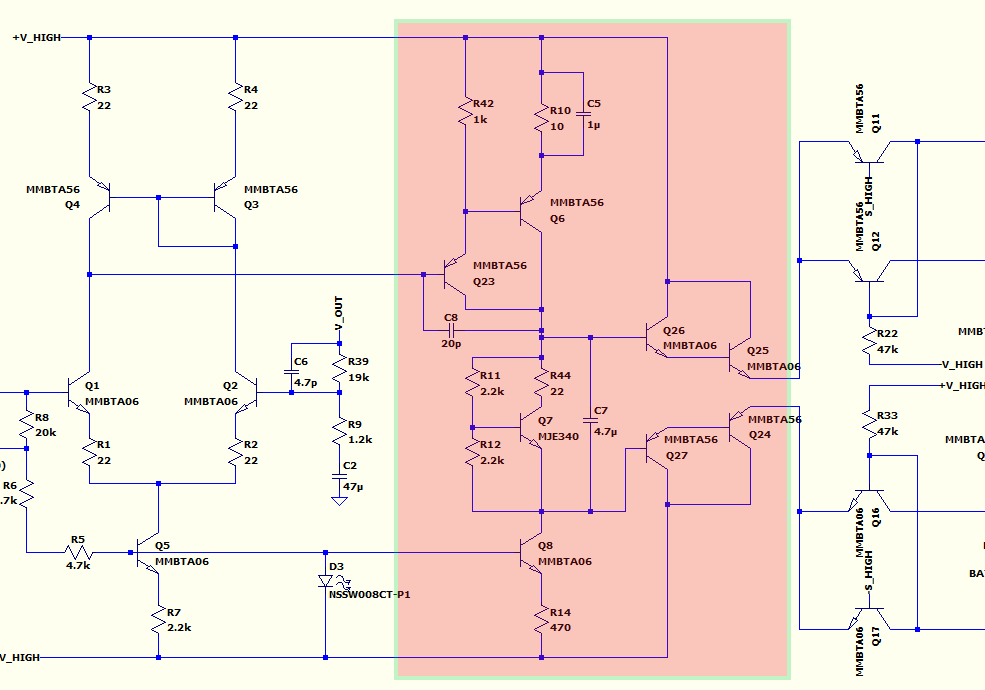 +V_HIGH
R3
22
R4
22
MMBTA56
Q4
MMBTA56
Q3
R42
1k
R10
10
C5
1µ
MMBTA56
Q6
MMBTA56
Q23
C8
20p
Q26
MMBTA06
Q25
MMBTA06
R11
2.2k
R44
22
Q7
MJE340
R12
2.2k
C7
4.7µ
MMBTA56
Q24
MMBTA56
Q27
Q1
MMBTA06
Q2
MMBTA06
V_OUT
C6
4.7p
R39
19k
R9
1.2k
C2
47µ
R8
20k
R1
22
R2
22
)
R6
.7k
R5
4.7k
Q5
MMBTA06
R7
2.2k
D3
NSSW008CT-P1
Q8
MMBTA06
R14
470
V_HIGH
MMBTA56
Q11
S_HIGH
MMBTA56
Q12
R22
47k
MMB
V_HIGH
+V_HIGH
R33
47k
MMBTA
Q
MMBTA06
Q16
S_HIGH
BA
MMBTA06
Q17